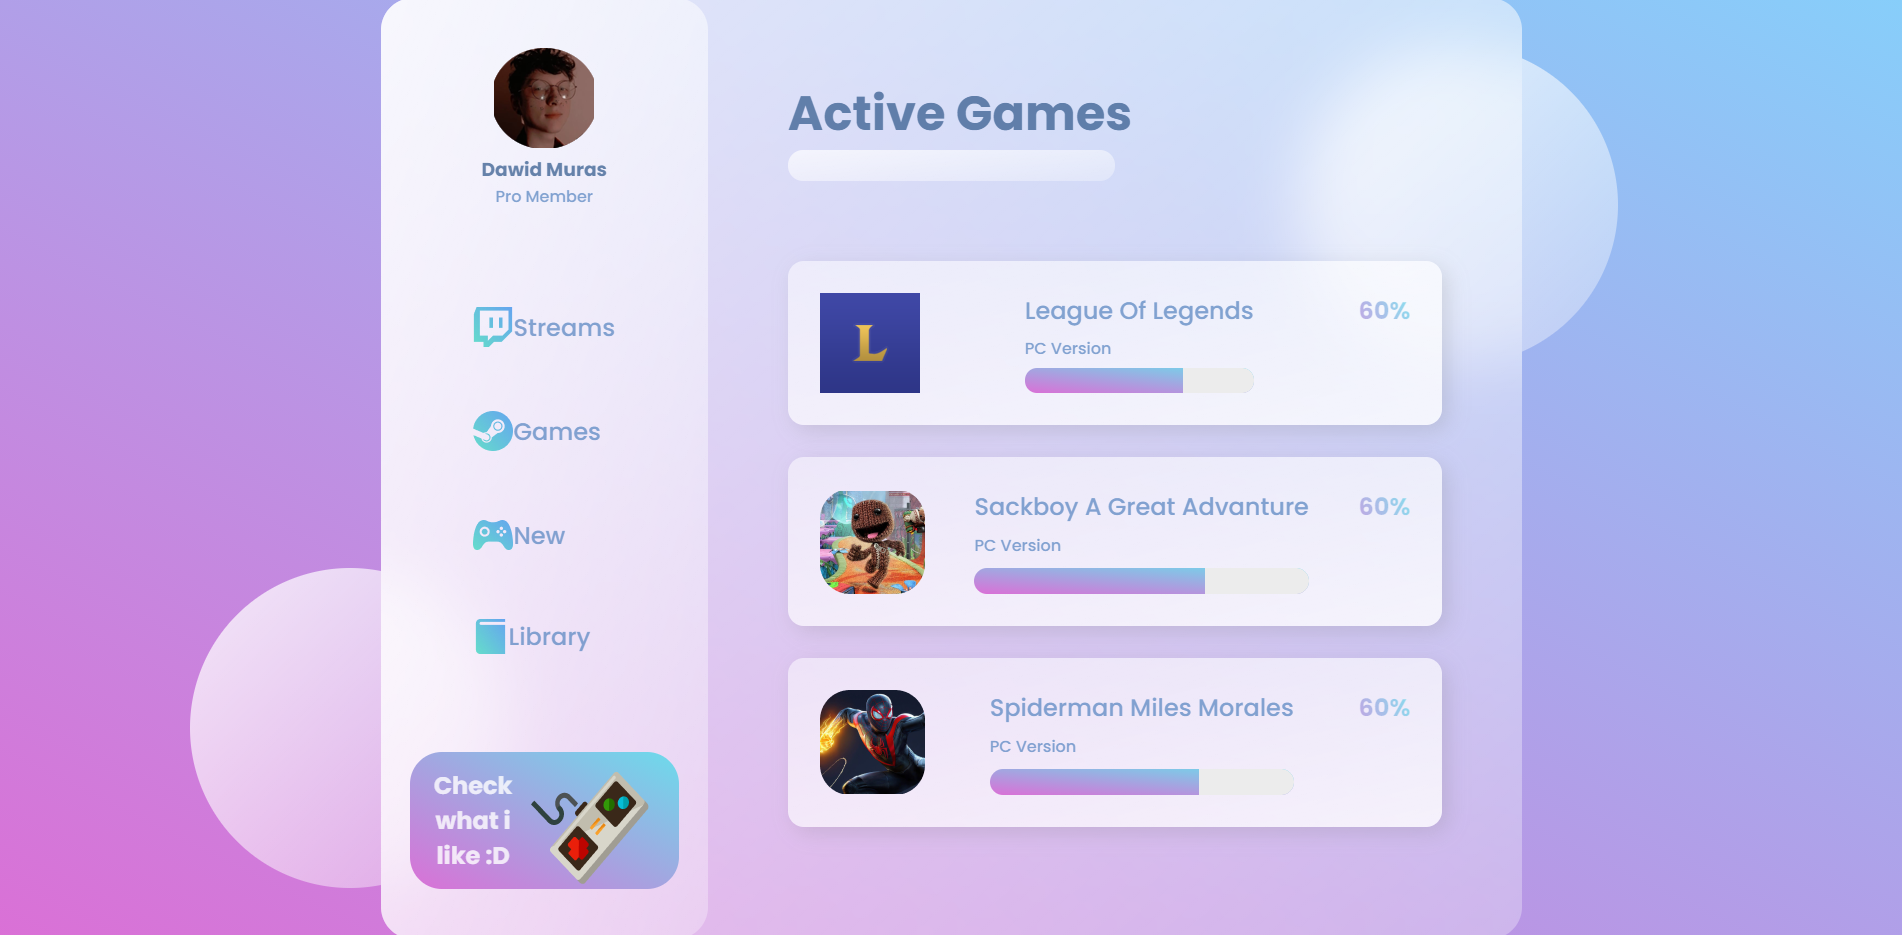 Dawid Muras
Pro Member
Streams
Games
New
Library
Check
what i
like :D
Active Games
L
League Of Legends
60%
PC Version
Sackboy A Great Advanture
60%
PC Version
Spiderman Miles Morales
60%
PC Version